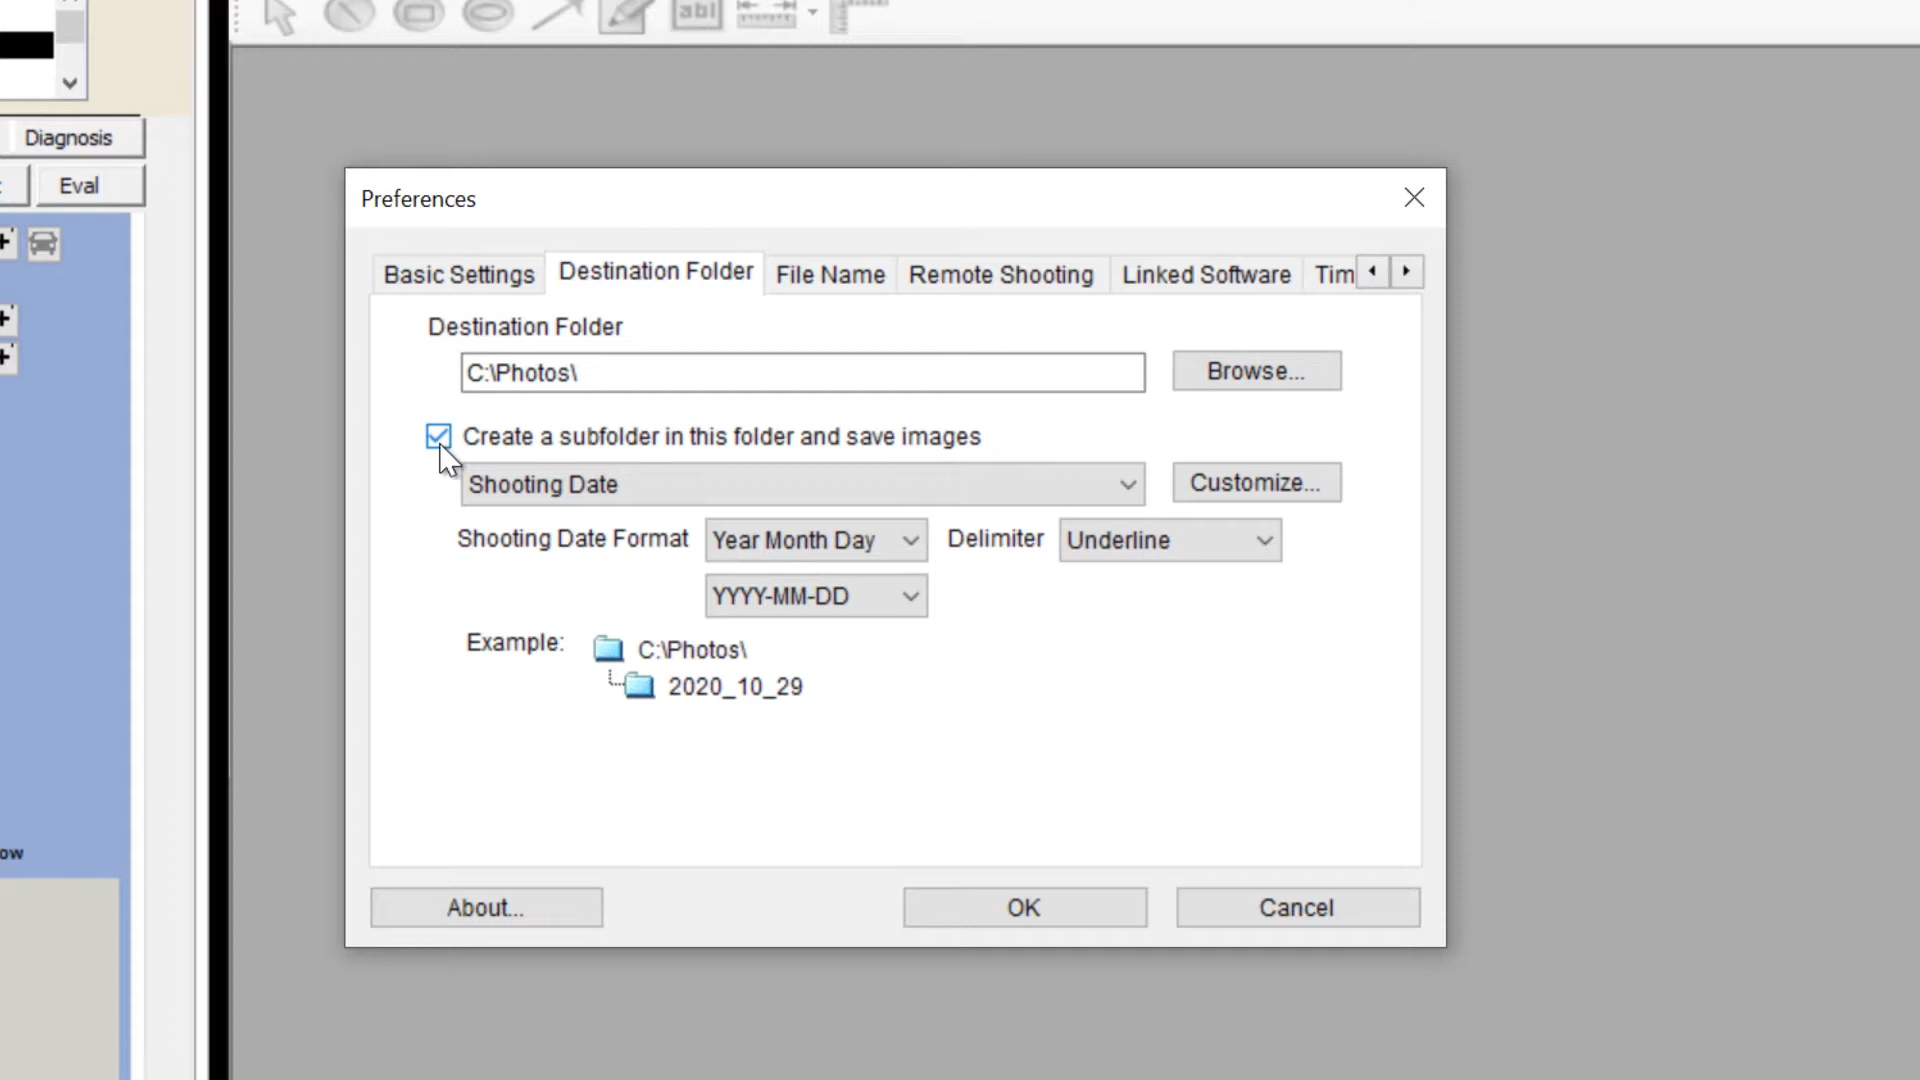 abl
Diagnosis
Eval
Preferences
Basic Settings
Destination Folder
File Name
Remote Shooting
Linked Software
Tim
Destination Folder
C:\Photos\
Browse...
Create a subfolder in this folder and save images
Shooting Date
Customize...
Shooting Date Format
Year Month Day
Delimiter
Underline
YYYY-MM-DD
Example:
C:\Photos\
2020_10_29
ow
About...
OK
Cancel